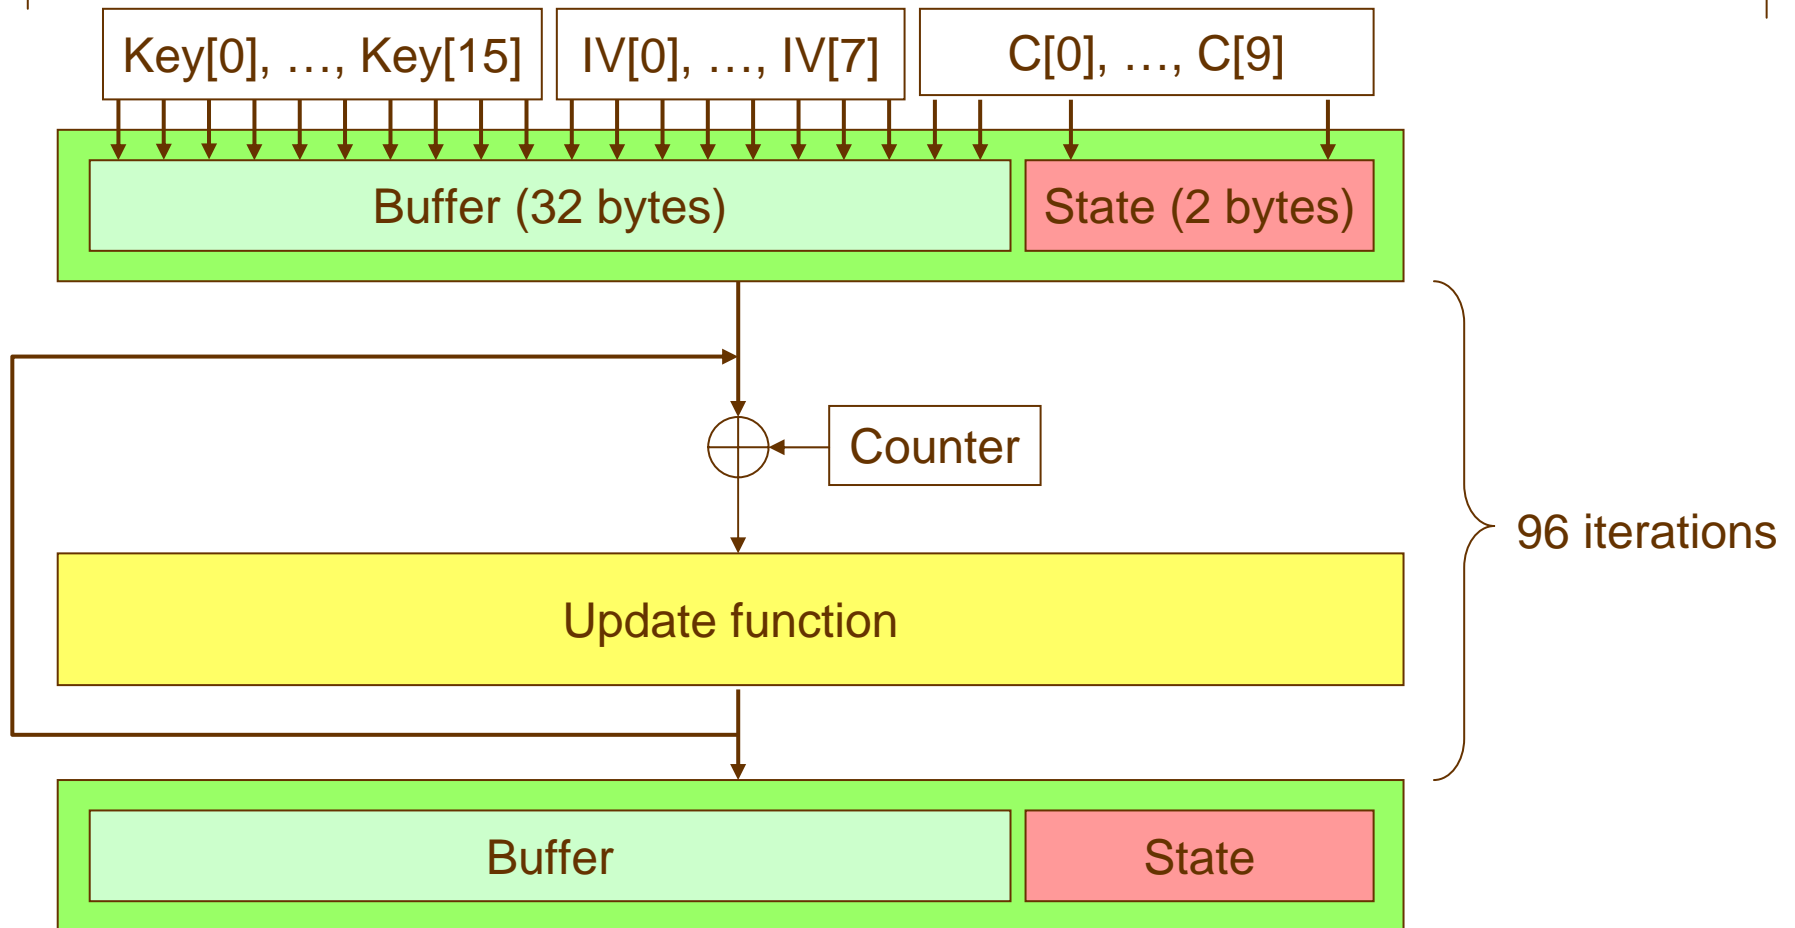 Key[0], …, Key[15]
IV[0], …, IV[7]
C[0], …, C[9]
Buffer (32 bytes)
State (2 bytes)
Counter
96 iterations
Update function
Buffer
State